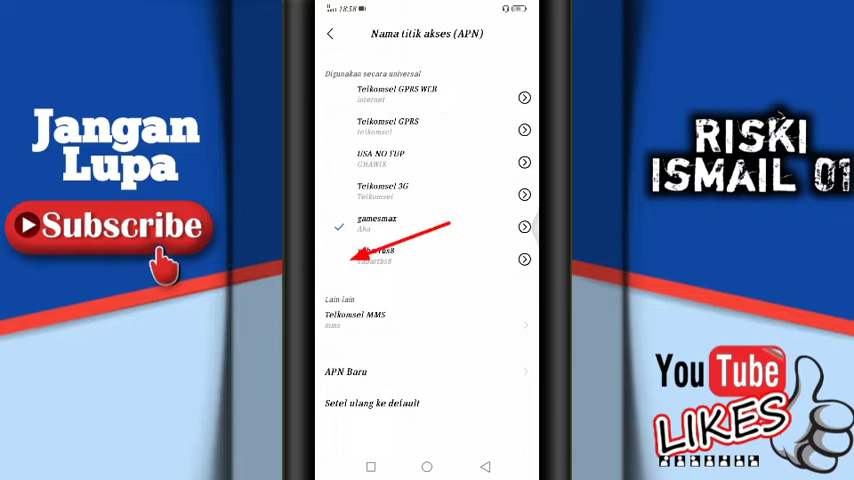 18:58
Nama titik akses (APN)
Digunakan secara universal
Telkomsel GPRS WEB
internet
Telkomsel GPRS
telkomsel
USA NO FUP
GHAWIK
Telkomsel 3G
Telkomsel
gamesmax
Aha
Lain-lain
Telkomsel MMS
mms
APN Baru
Setel ulang ke default
Jangan
Lupa
Subscribe
RISKI
ISMAIL 01
YouTube
LIKES